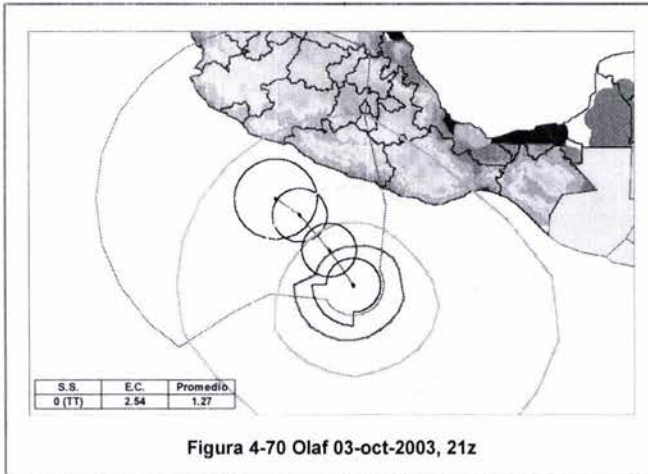 S.S. E.C. Promedio
0 (TT) 2.54 1.27
Figura 4-70 Olaf 03-oct-2003, 21z